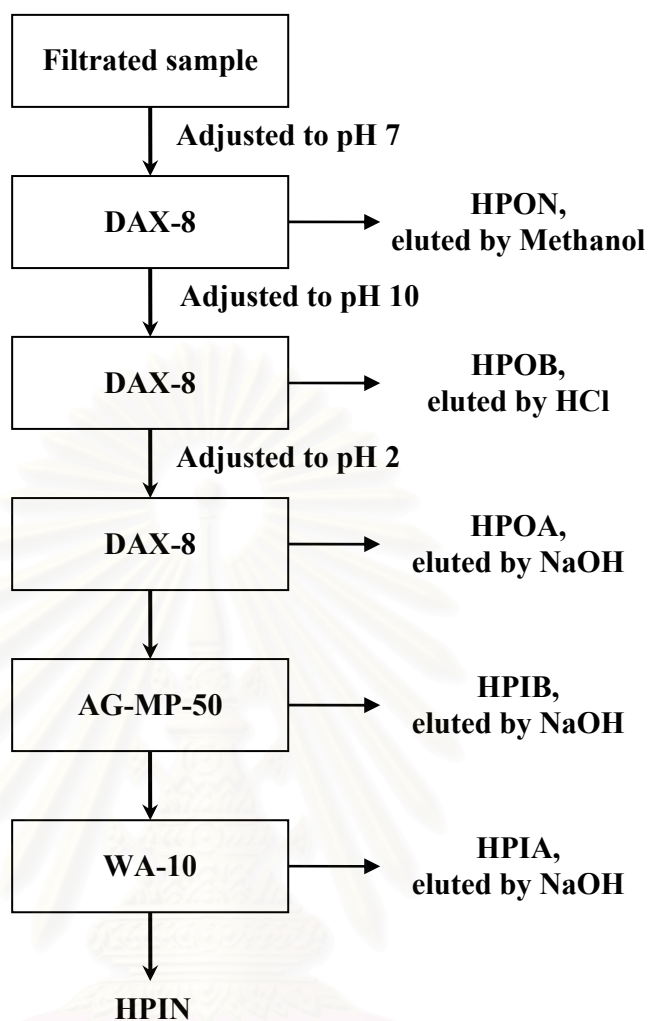 Filtrated sample
Adjusted to pH 7
DAX-8
HPON,
eluted by Methanol
Adjusted to pH 10
DAX-8
HPOB,
eluted by HCl
Adjusted to pH 2
DAX-8
HPOA,
eluted by NaOH
AG-MP-50
HPIB,
eluted by NaOH
WA-10
HPIA,
eluted by NaOH
HPIN